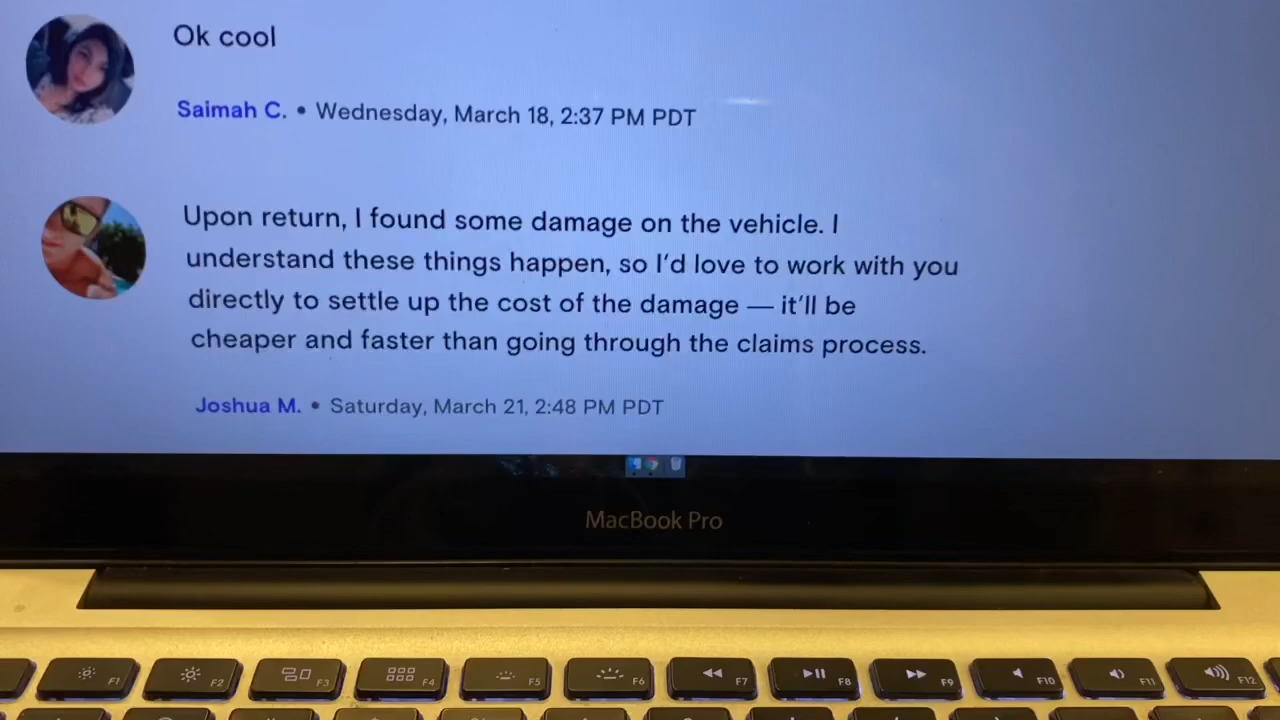 Ok cool
Saimah C. • Wednesday, March 18, 2:37 PM PDT
Upon return, I found some damage on the vehicle. I
understand these things happen, so I'd love to work with you
directly to settle up the cost of the damage — it'll be
cheaper and faster than going through the claims process.
Joshua M. • Saturday, March 21, 2:48 PM PDT
MacBook Pro
F1 F2 F3 F4 F5 F6 F7 F8 F9 F10 F11 F12